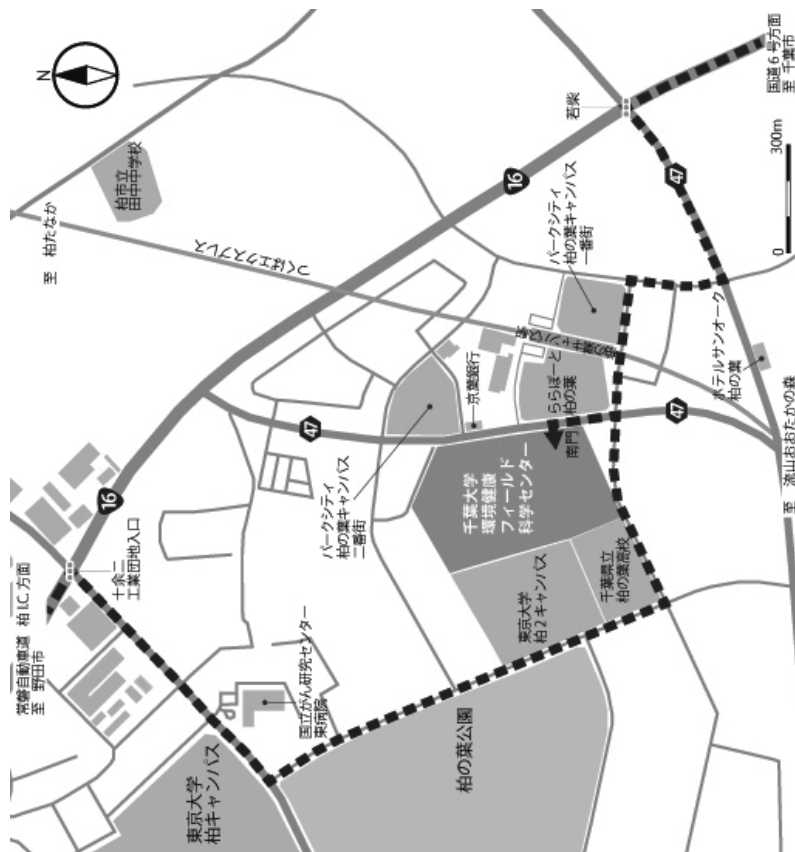 N
柏市立
田中中学校
至　柏たなか
つくばエクスプレス
若柴
国道6号方面
至 千葉市
16
47
300m
0
パークシティ
柏の葉キャンパス
一番街
柏の葉キャンパス駅
ららぽーと
柏の葉
ホテルサンオーク
柏の葉
京葉銀行
47
47
南門
至　流山おおたかの森
パークシティ
柏の葉キャンパス
二番街
千葉大学
環境健康
フィールド
科学センター
東京大学
柏2キャンパス
千葉県立
柏の葉高校
16
十余二
工業団地入口
常磐自動車道　柏I.C.方面
至 野田市
国立がん研究センター
東病院
東京大学
柏キャンパス
柏の葉公園